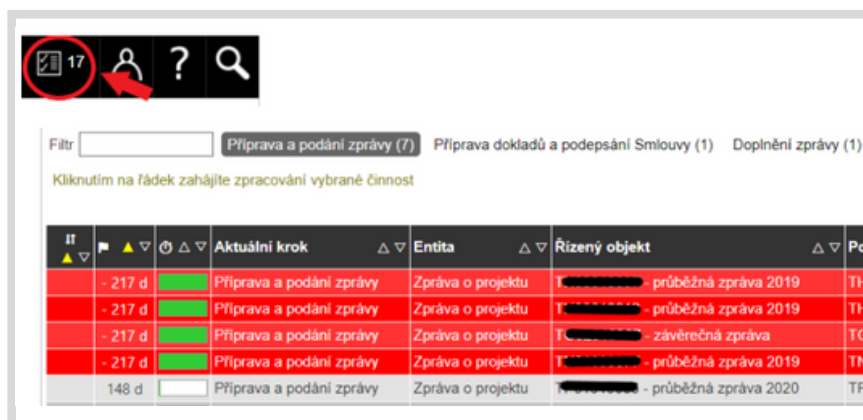 17 ?
Filtr Příprava a podání zprávy (7) Příprava dokladů a podepsání Smlouvy (1) Doplnění zprávy (1)
Kliknutím na řádek zahájíte zpracování vybrané činnost
Aktuální krok Entita Řízený objekt
- 217 d Příprava a podání zprávy Zpráva o projektu T - průběžná zpráva 2019 TH
- 217 d Příprava a podání zprávy Zpráva o projektu - průběžná zpráva 2019
- 217 d Příprava a podání zprávy Zpráva o projektu - závěrečná zpráva
- 217 d Příprava a podání zprávy Zpráva o projektu - průběžná zpráva 2019
148 d Příprava a podání zprávy Zpráva o projektu - průběžná zpráva 2020